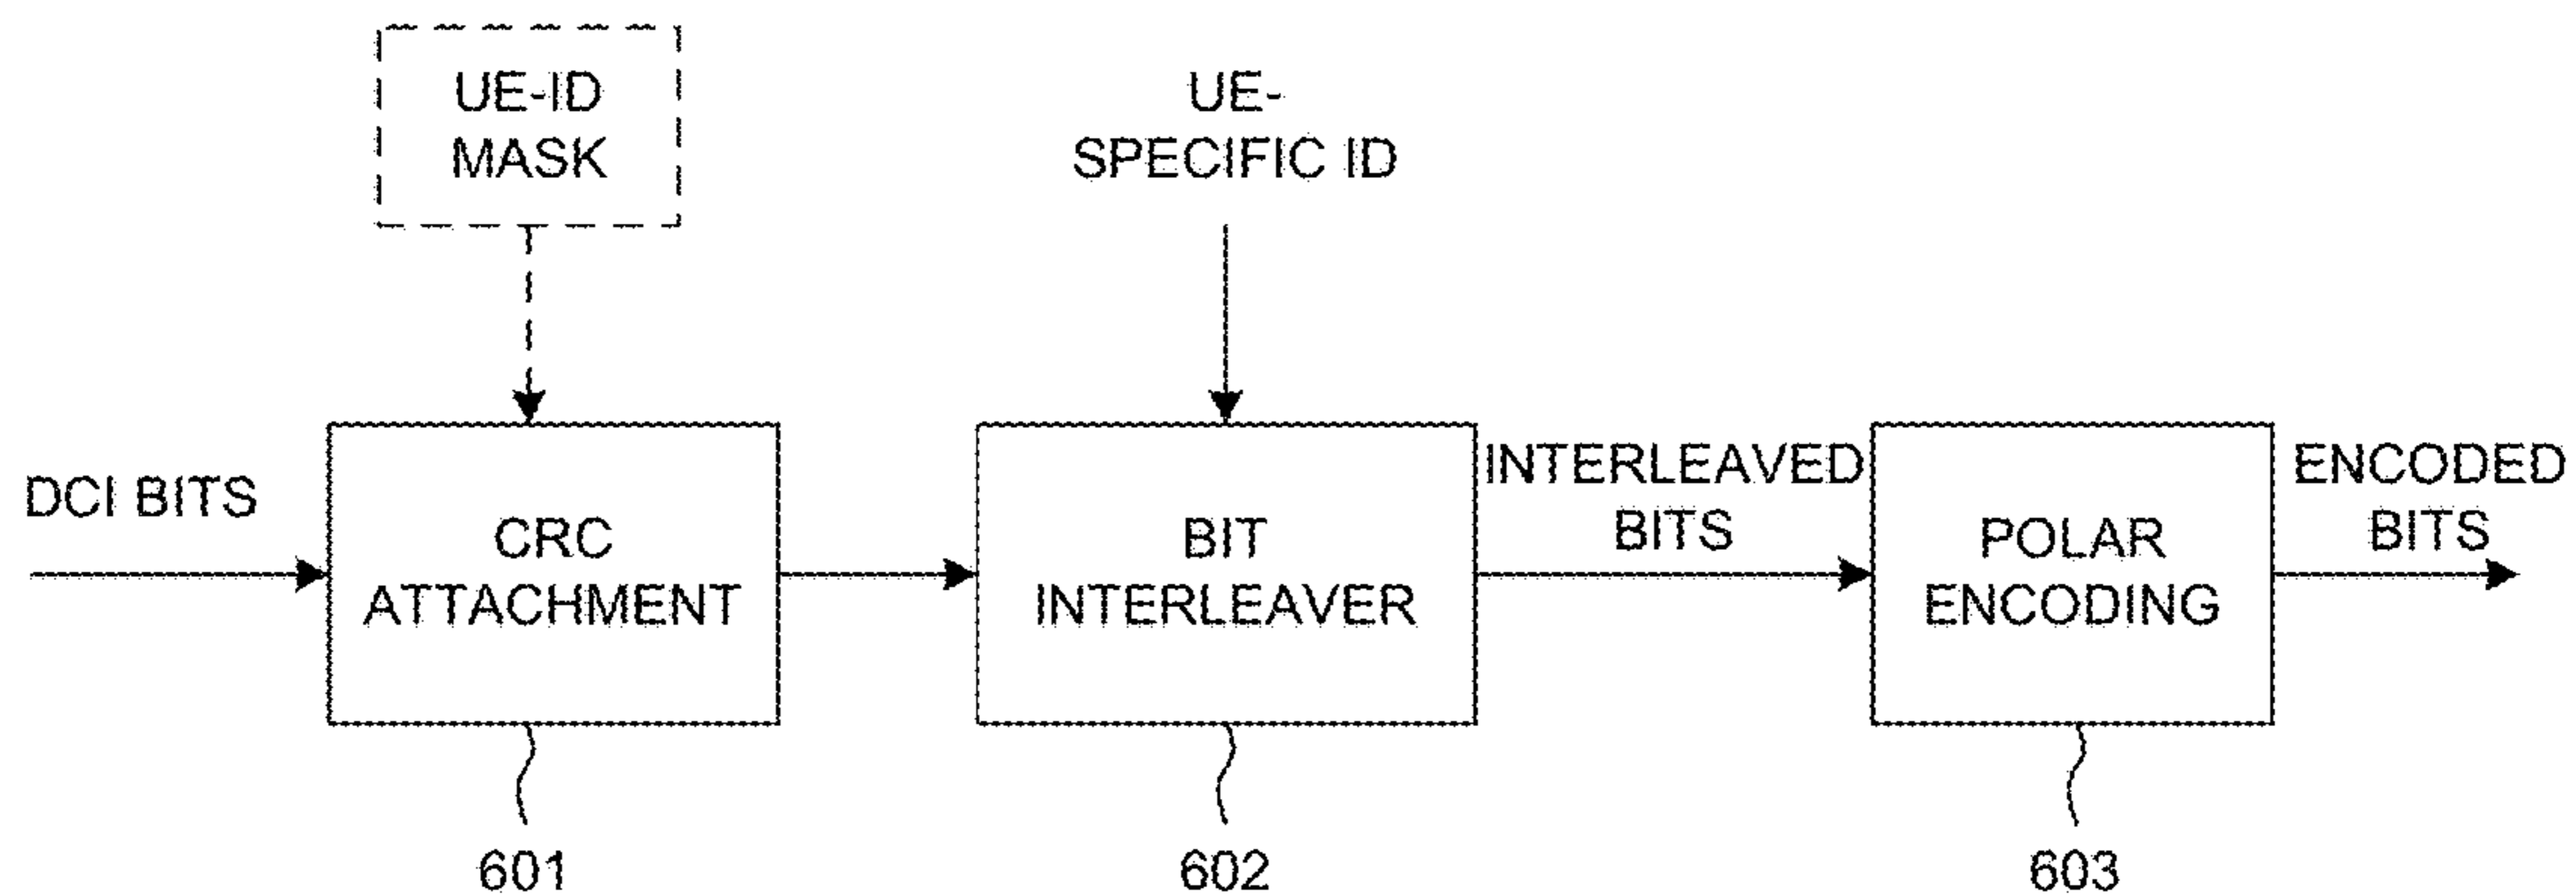 UE-ID
MASK
UE-
SPECIFIC ID
DCI BITS
CRC
ATTACHMENT
BIT
INTERLEAVER
INTERLEAVED
BITS
POLAR
ENCODING
ENCODED
BITS
601
602
603